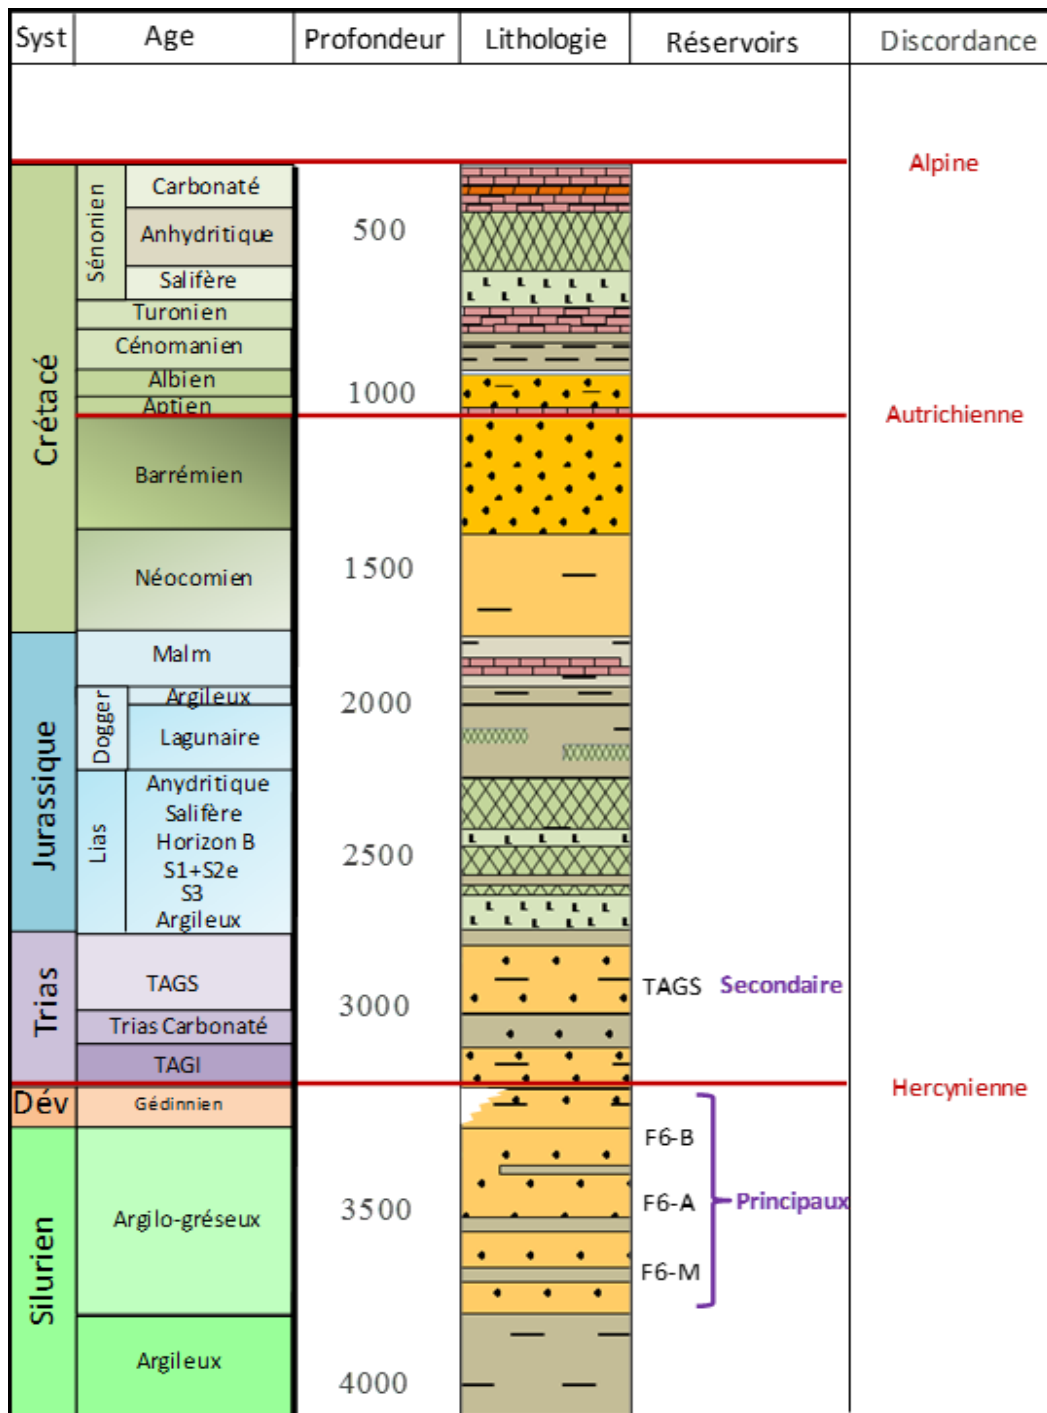 Syst Age Profondeur Lithologie Réservoirs Discordance
Alpine
Crétacé
Sénonien
Carbonaté
500
Anhydritique
Salifère
Turonien
Cénomanien
Albien
1000
Aptien
Autrichienne
Barrémien
1500
Néocomien
Jurassique
Malm
Dogger
Argileux
2000
Lagunaire
Lias
Anydritique
Salifère
Horizon B
2500
S1+S2e
S3
Argileux
Trias
TAGS
TAGS Secondaire
3000
Trias Carbonaté
TAGI
Hercynienne
Dév
Gédinnien
F6-B
Silurien
Argilo-gréseux
3500
F6-A
Principaux
F6-M
Argileux
4000